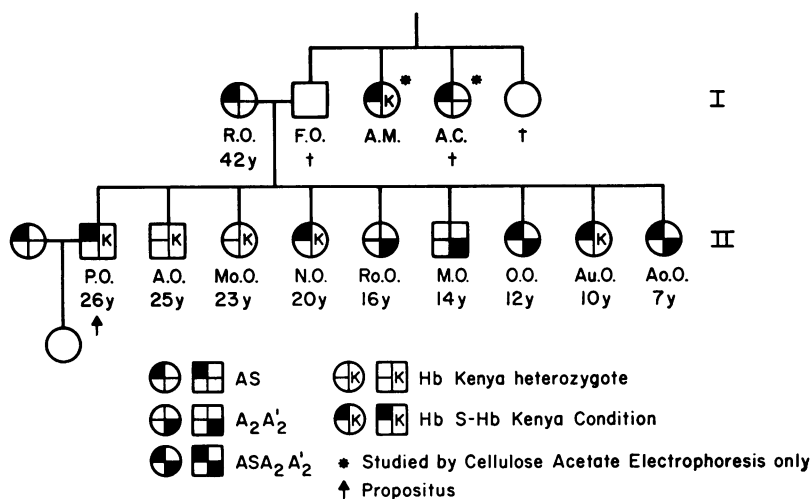 * *
K I
R.O. F.O. A.M. A.C. †
42y † †
K K K K K II
P.O. A.O. Mo.O. N.O. Ro.O. M.O. O.O. Au.O. Ao.O.
26y 25y 23y 20y 16y 14y 12y 10y 7y
↑
AS K K Hb Kenya heterozygote
A₂A'₂ K K Hb S-Hb Kenya Condition
ASA₂A'₂ * Studied by Cellulose Acetate Electrophoresis only
↑ Propositus